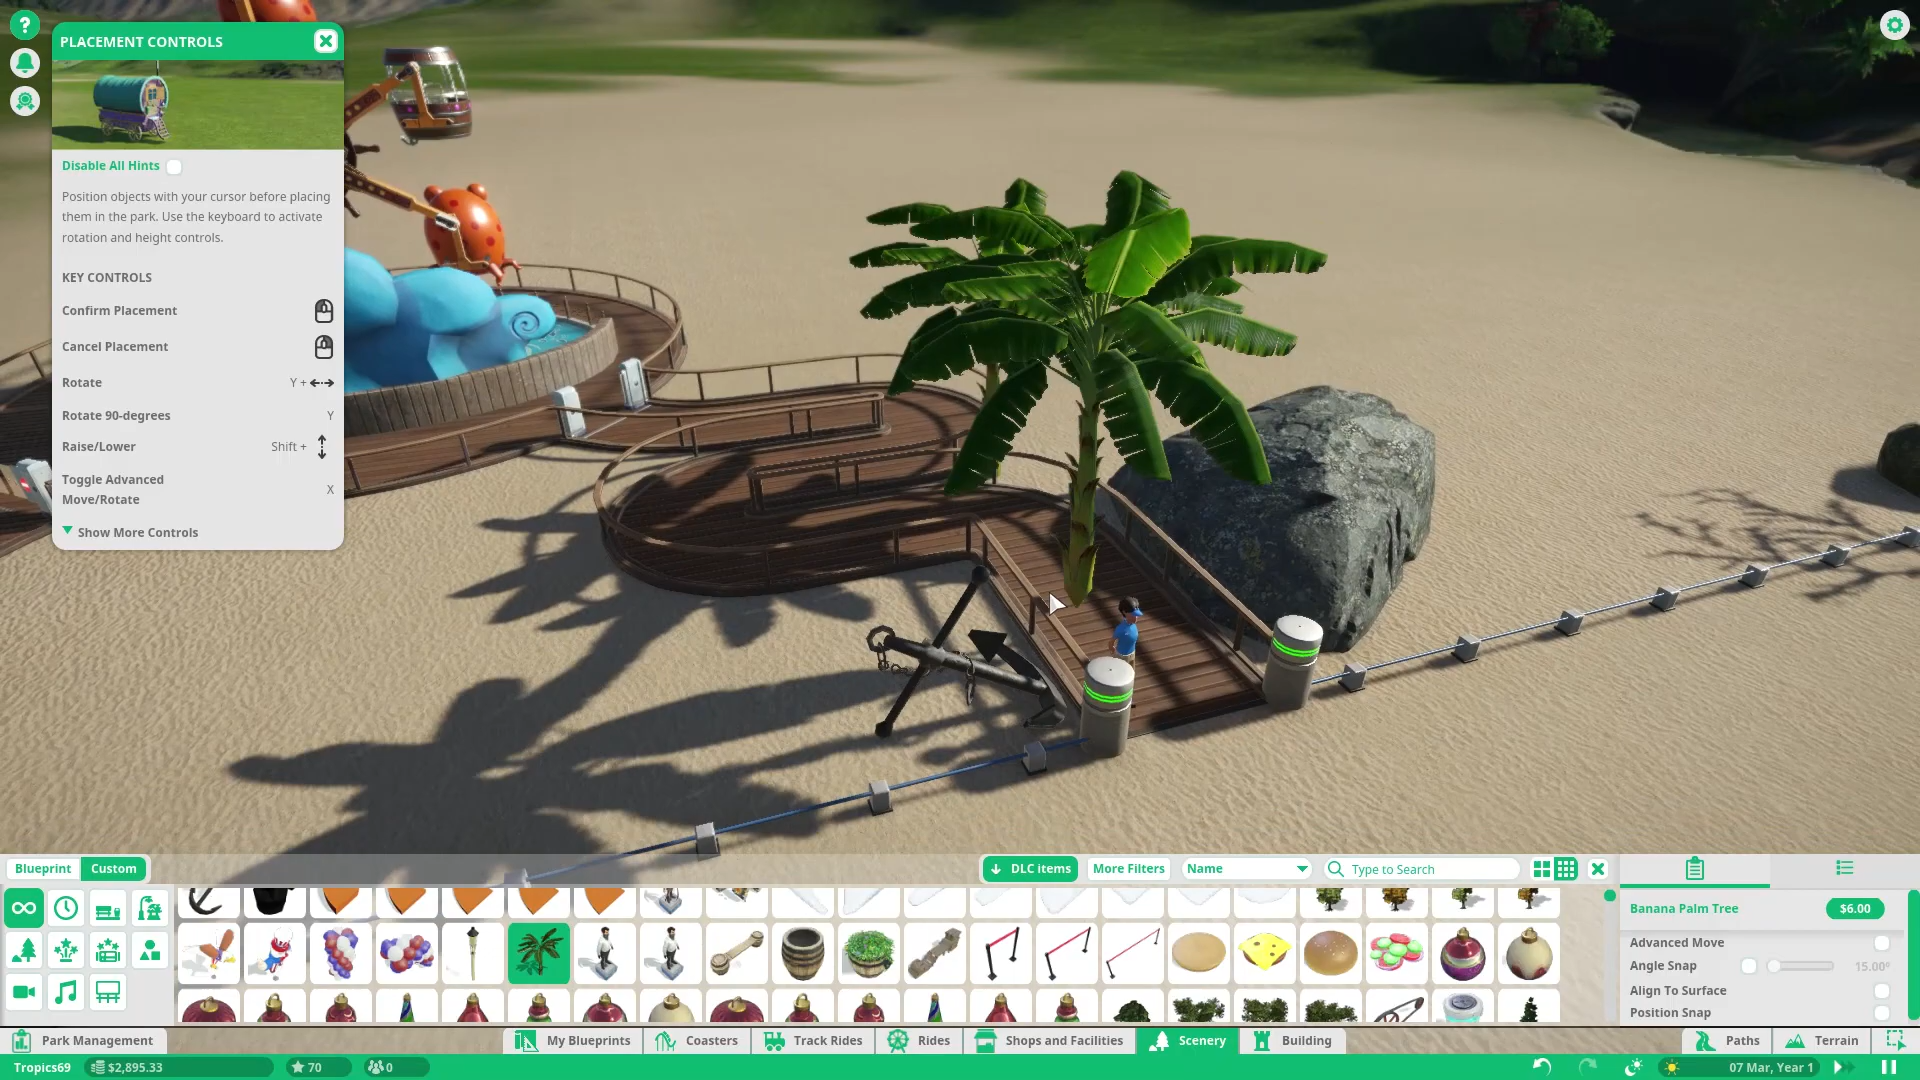 ?
PLACEMENT CONTROLS
Disable All Hints
Position objects with your cursor before placing
them in the park. Use the keyboard to activate
rotation and height controls.
KEY CONTROLS
Confirm Placement
Cancel Placement
Rotate Y +
Rotate 90-degrees Y
Raise/Lower Shift +
Toggle Advanced
Move/Rotate X
Show More Controls
Blueprint Custom DLC items More Filters Name Type to Search
Banana Palm Tree $6.00
Advanced Move
Angle Snap 15.00°
Align To Surface
Position Snap
Park Management My Blueprints Coasters Track Rides Rides Shops and Facilities Scenery Building Paths Terrain
Tropics69 $2,895.33 70 0 07 Mar, Year 1